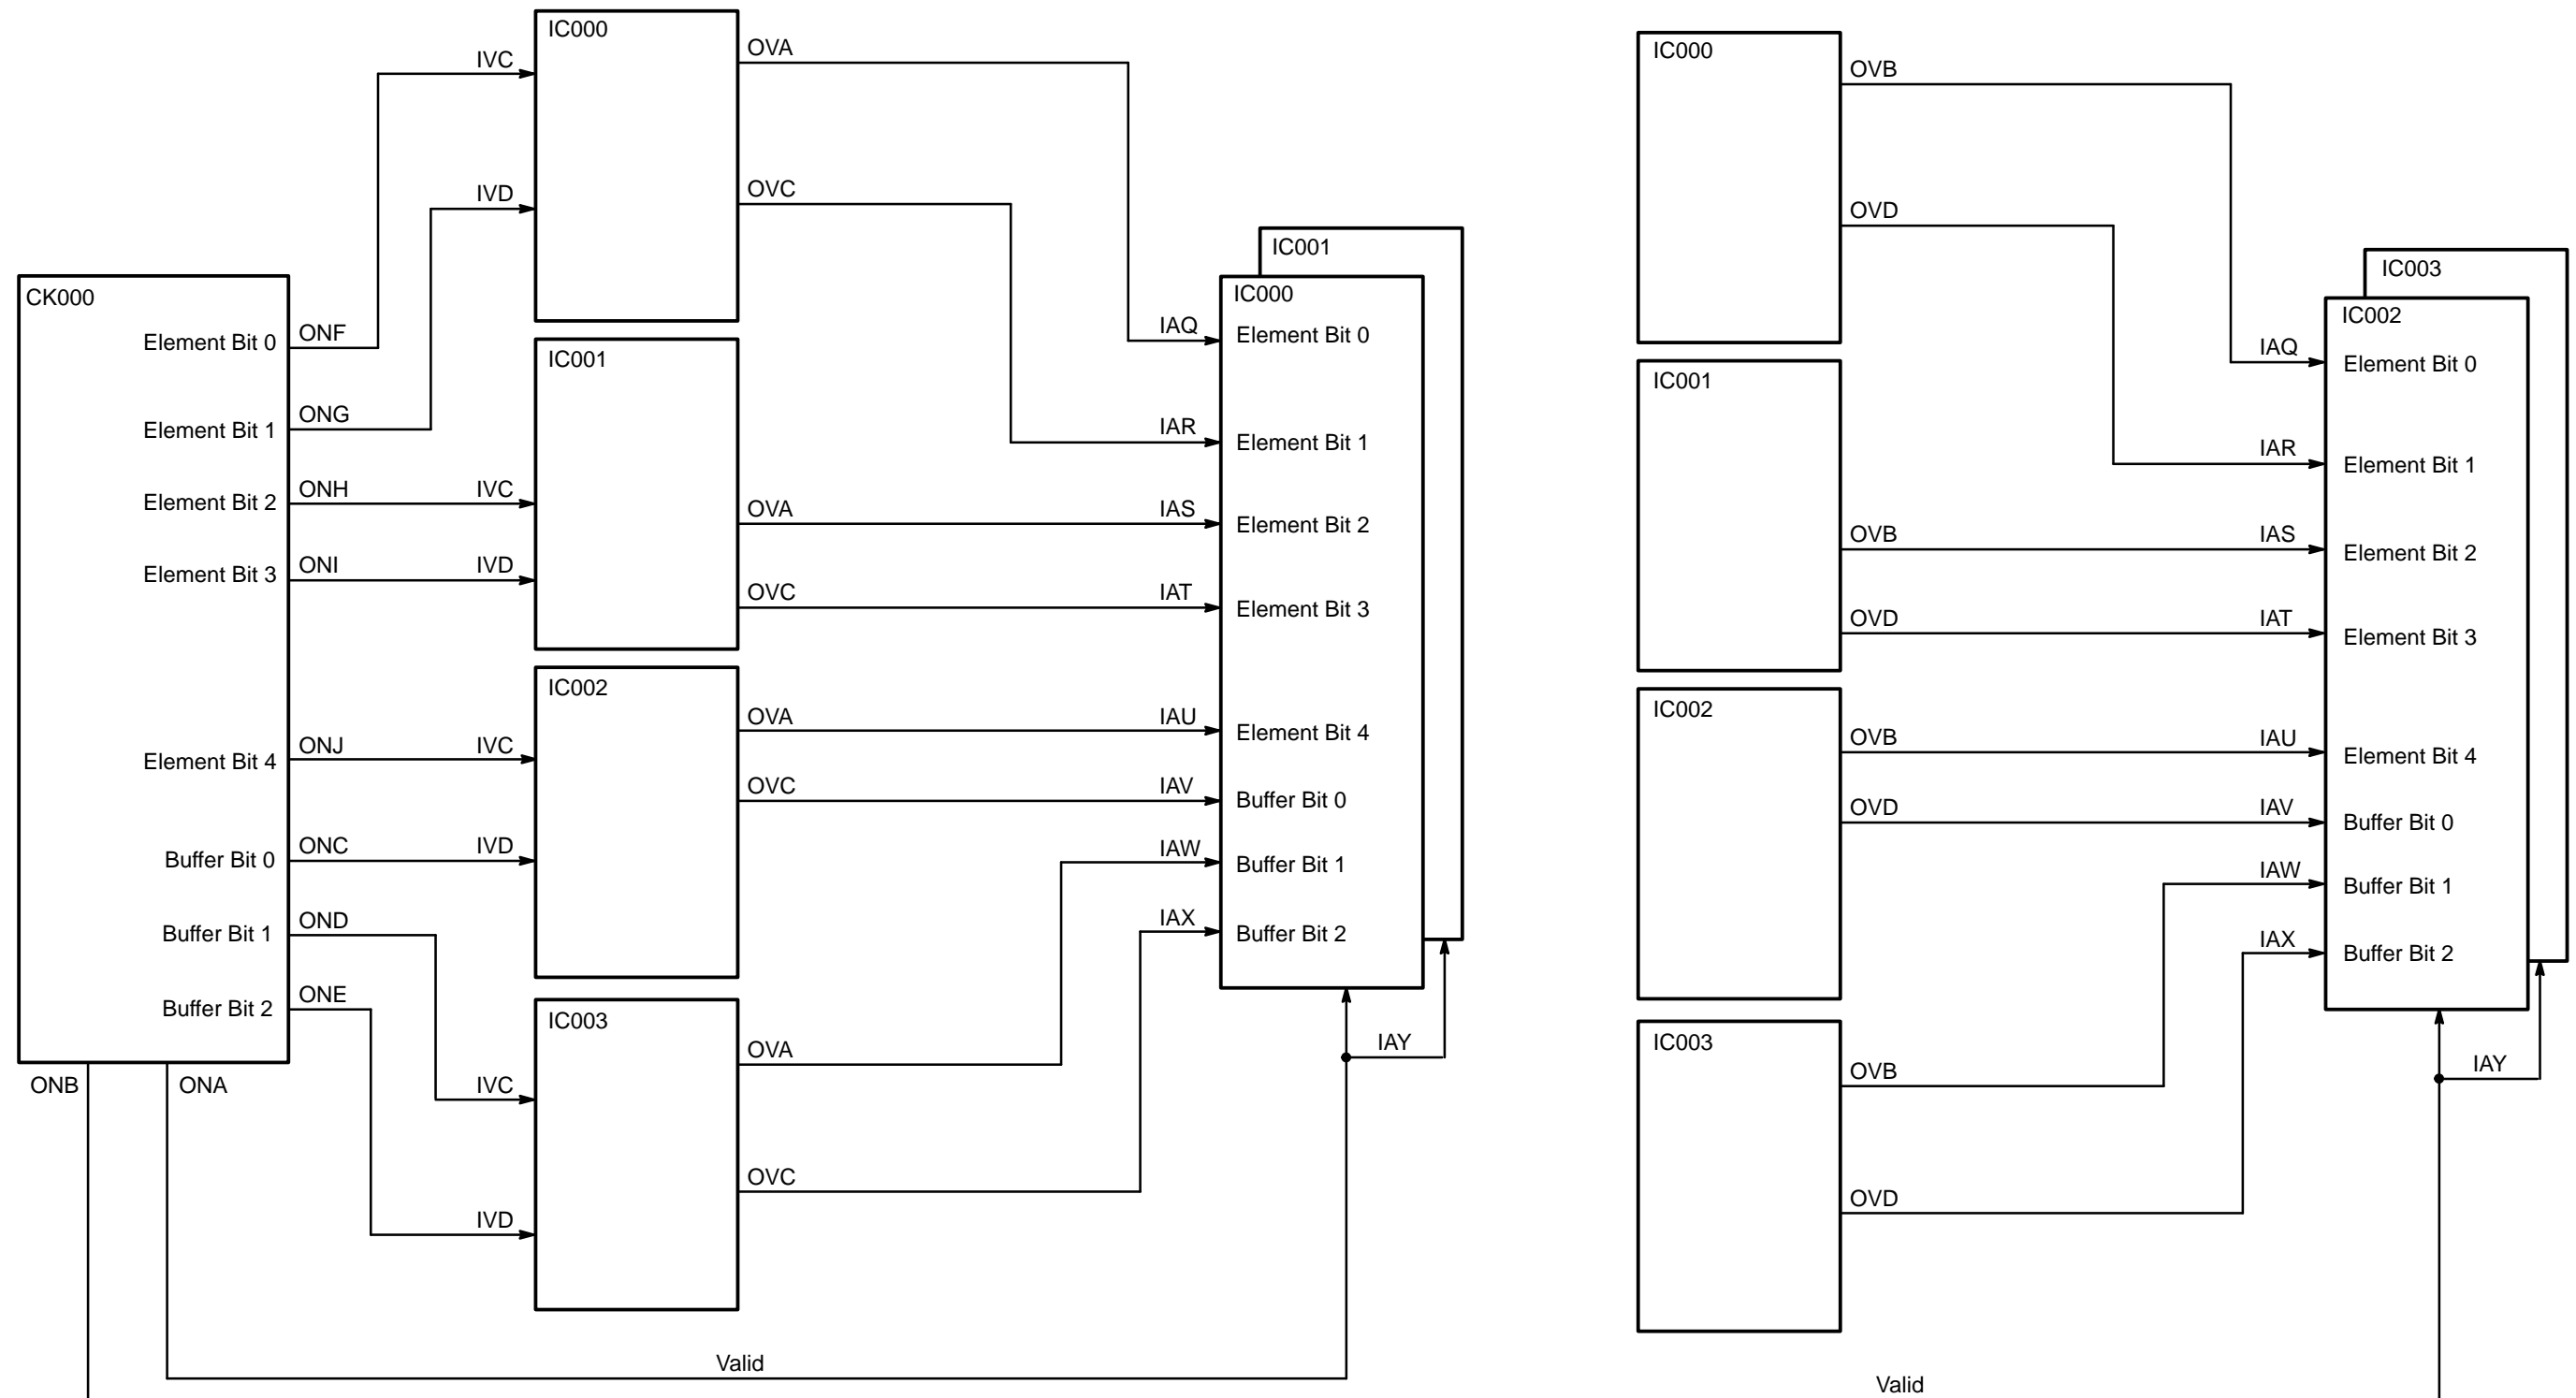 IC000
OVA
IVC
OVC
IVD
CK000
Element Bit 0
ONF
Element Bit 1
ONG
Element Bit 2
ONH
IVC
Element Bit 3
ONI
IVD
IC001
OVA
OVC
Element Bit 4
ONJ
IVC
Buffer Bit 0
ONC
IVD
IC002
OVA
OVC
Buffer Bit 1
OND
Buffer Bit 2
ONE
ONB
ONA
IVC
IVD
IC003
OVA
OVC
IC001
IC000
IAQ
Element Bit 0
IAR
Element Bit 1
IAS
Element Bit 2
IAT
Element Bit 3
IAU
Element Bit 4
IAV
Buffer Bit 0
IAW
Buffer Bit 1
IAX
Buffer Bit 2
IAY
Valid
IC000
OVB
OVD
IC001
OVB
OVD
IC002
OVB
OVD
IC003
OVB
OVD
IC003
IC002
IAQ
Element Bit 0
IAR
Element Bit 1
IAS
Element Bit 2
IAT
Element Bit 3
IAU
Element Bit 4
IAV
Buffer Bit 0
IAW
Buffer Bit 1
IAX
Buffer Bit 2
IAY
Valid